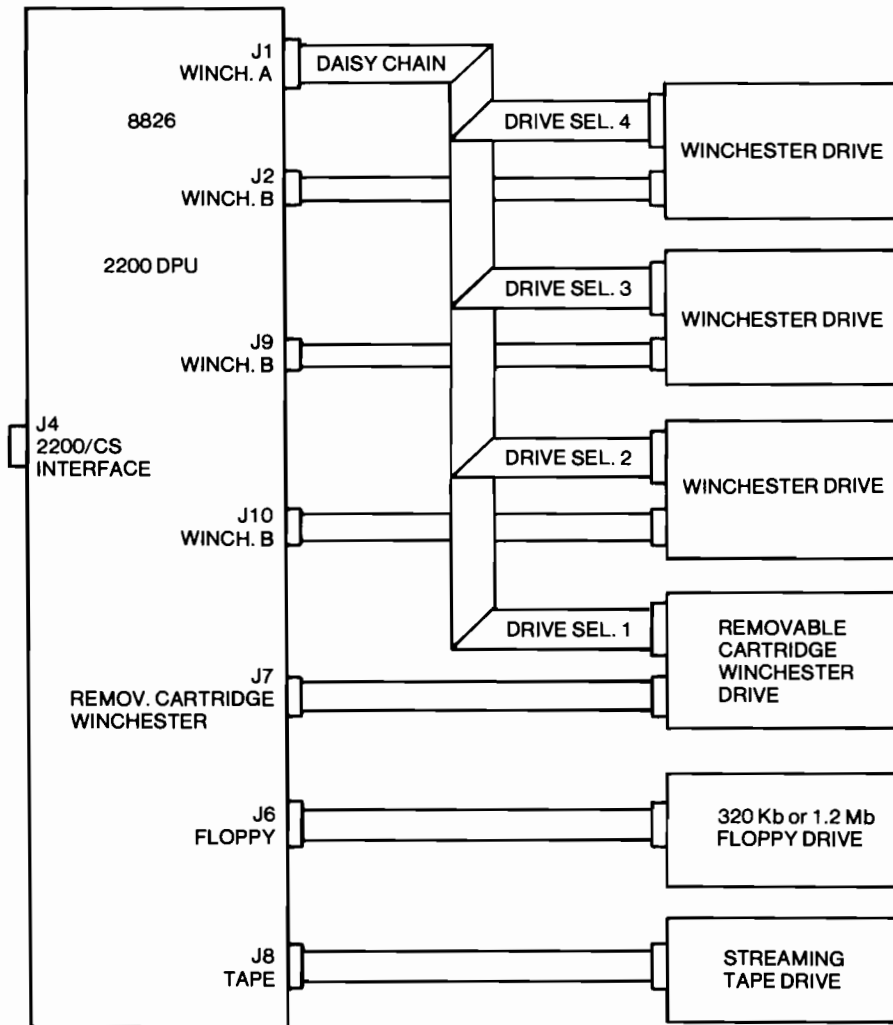 J1
WINCH. A
DAISY CHAIN
8826
DRIVE SEL. 4
WINCHESTER DRIVE
J2
WINCH. B
2200 DPU
DRIVE SEL. 3
WINCHESTER DRIVE
J9
WINCH. B
J4
2200/CS
INTERFACE
DRIVE SEL. 2
WINCHESTER DRIVE
J10
WINCH. B
DRIVE SEL. 1
REMOVABLE
CARTRIDGE
WINCHESTER
DRIVE
J7
REMOV. CARTRIDGE
WINCHESTER
J6
FLOPPY
320 Kb or 1.2 Mb
FLOPPY DRIVE
J8
TAPE
STREAMING
TAPE DRIVE